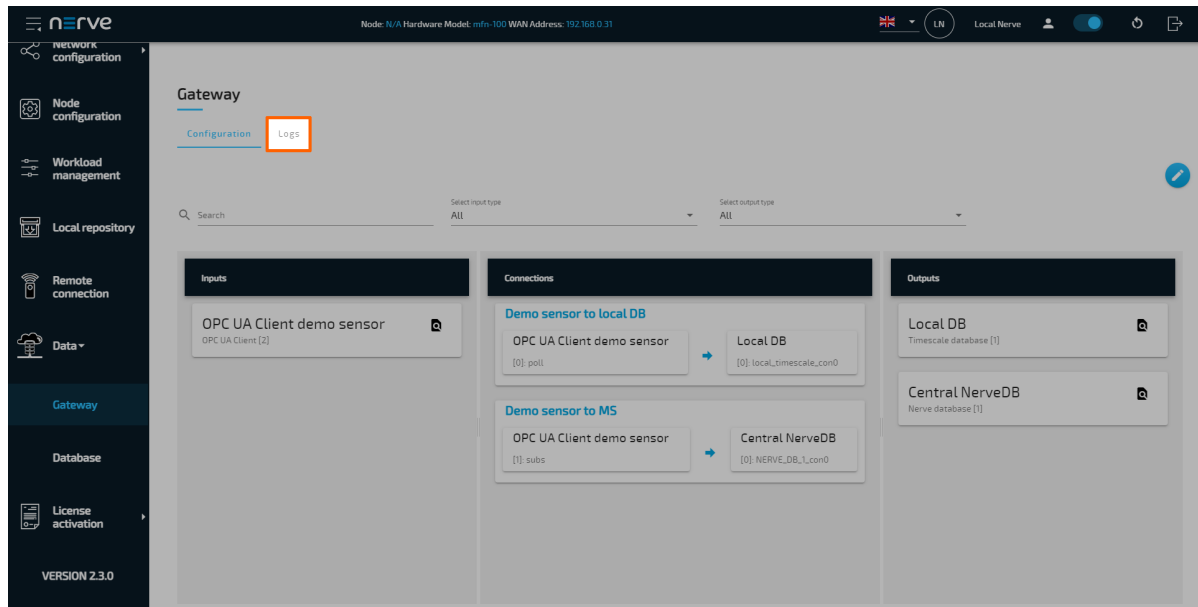 nerve
Node: N/A Hardware Model: mfn-100 WAN Address: 192.168.0.31
LN
Local Nerve
Network
configuration
Node
configuration
Workload
management
Local repository
Remote
connection
Data
Gateway
Database
License
activation
VERSION 2.3.0
Gateway
Configuration
Logs
Search
Select input type
All
Select output type
All
Inputs
OPC UA Client demo sensor
OPC UA Client [2]
Connections
Demo sensor to local DB
OPC UA Client demo sensor
[0]: poll
Local DB
[0]: local_timescale_con0
Demo sensor to MS
OPC UA Client demo sensor
[1]: subs
Central NerveDB
[0]: NERVE_DB_1_con0
Outputs
Local DB
Timescale database [1]
Central NerveDB
Nerve database [1]